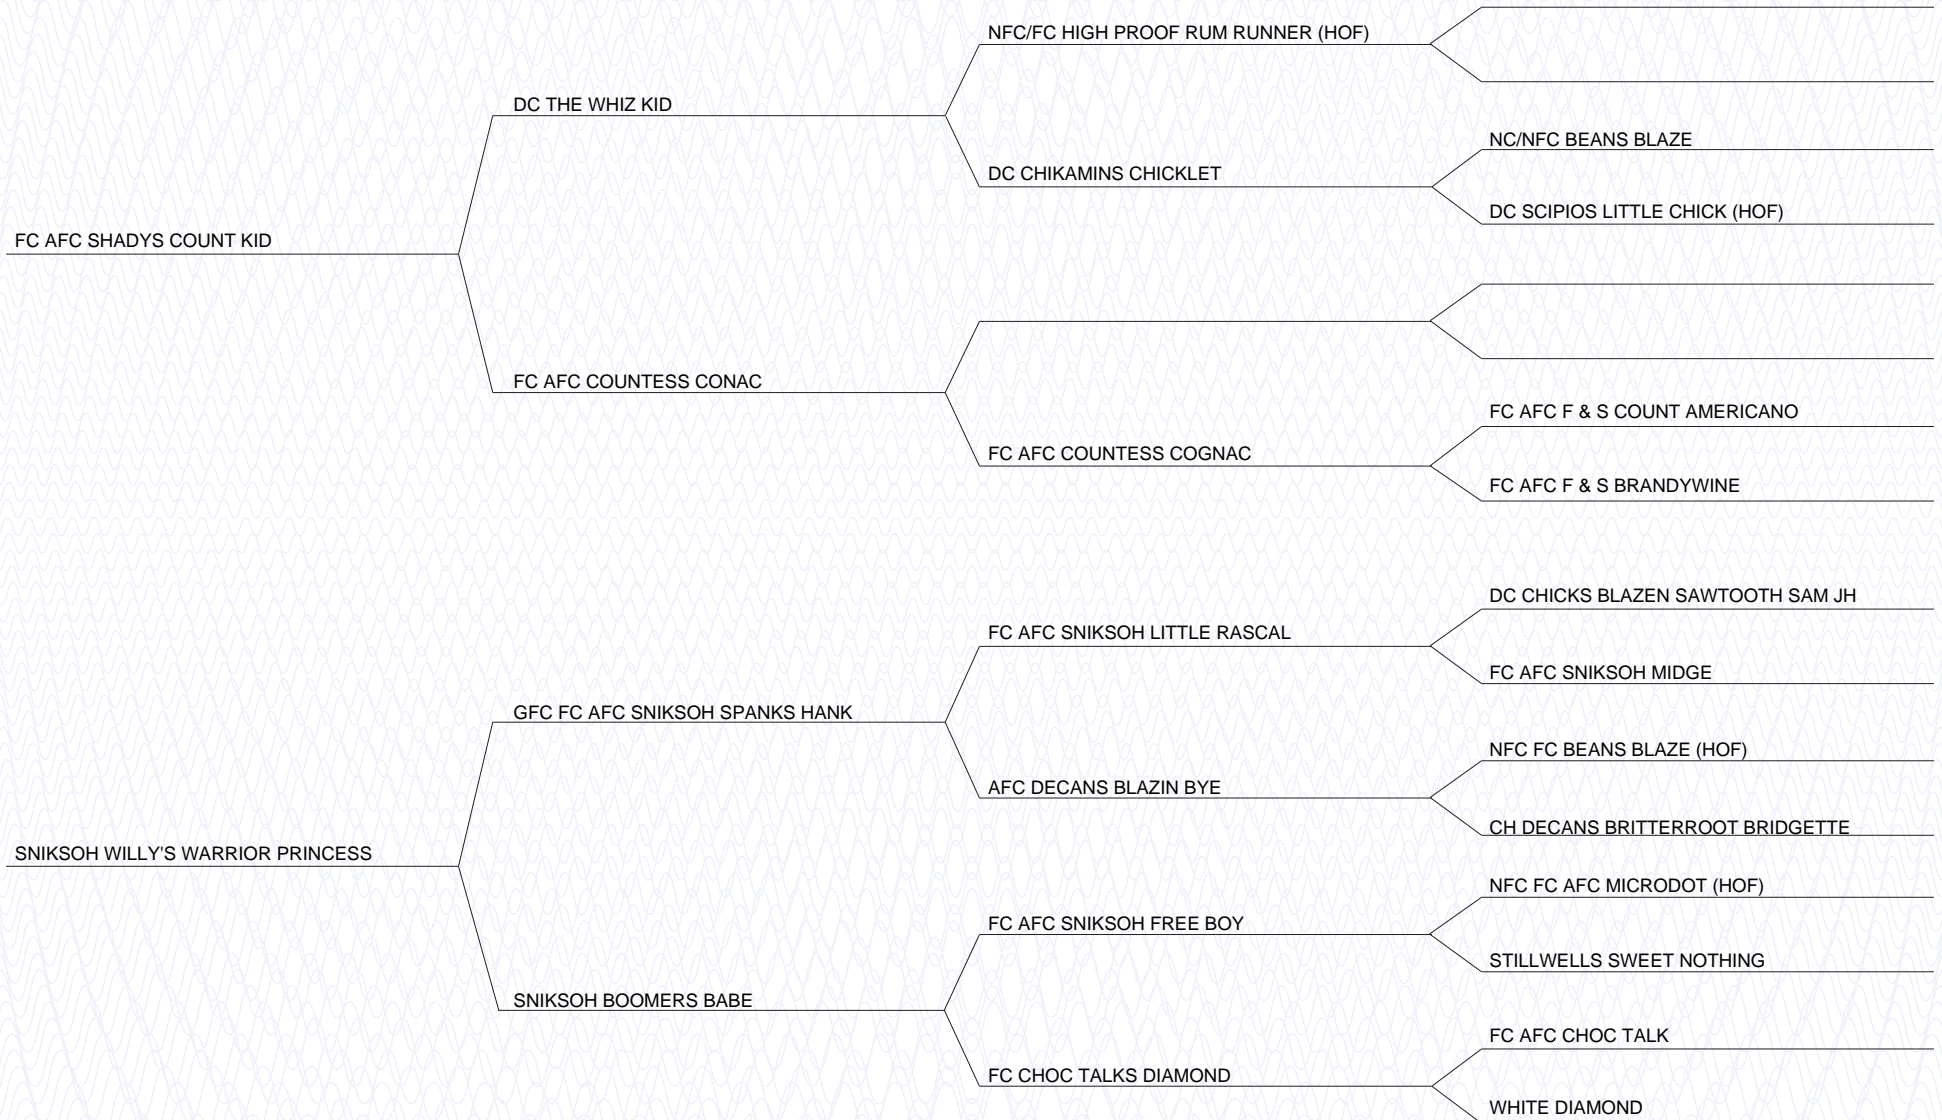 NFC/FC HIGH PROOF RUM RUNNER (HOF)
DC THE WHIZ KID
NC/NFC BEANS BLAZE
DC CHIKAMINS CHICKLET
DC SCIPIOS LITTLE CHICK (HOF)
FC AFC SHADYS COUNT KID
FC AFC COUNTESS CONAC
FC AFC F & S COUNT AMERICANO
FC AFC COUNTESS COGNAC
FC AFC F & S BRANDYWINE
DC CHICKS BLAZEN SAWTOOTH SAM JH
FC AFC SNIKSOH LITTLE RASCAL
FC AFC SNIKSOH MIDGE
GFC FC AFC SNIKSOH SPANKS HANK
NFC FC BEANS BLAZE (HOF)
AFC DECANS BLAZIN BYE
CH DECANS BRITTERROOT BRIDGETTE
SNIKSOH WILLY'S WARRIOR PRINCESS
NFC FC AFC MICRODOT (HOF)
FC AFC SNIKSOH FREE BOY
STILLWELLS SWEET NOTHING
SNIKSOH BOOMERS BABE
FC AFC CHOC TALK
FC CHOC TALKS DIAMOND
WHITE DIAMOND